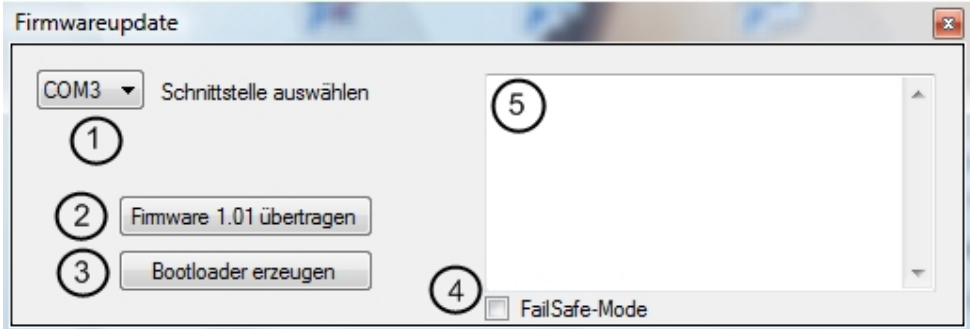 Firmwareupdate
COM3 Schnittstelle auswählen
1
5
2 Firmware 1.01 übertragen
3 Bootloader erzeugen
4
FailSafe-Mode